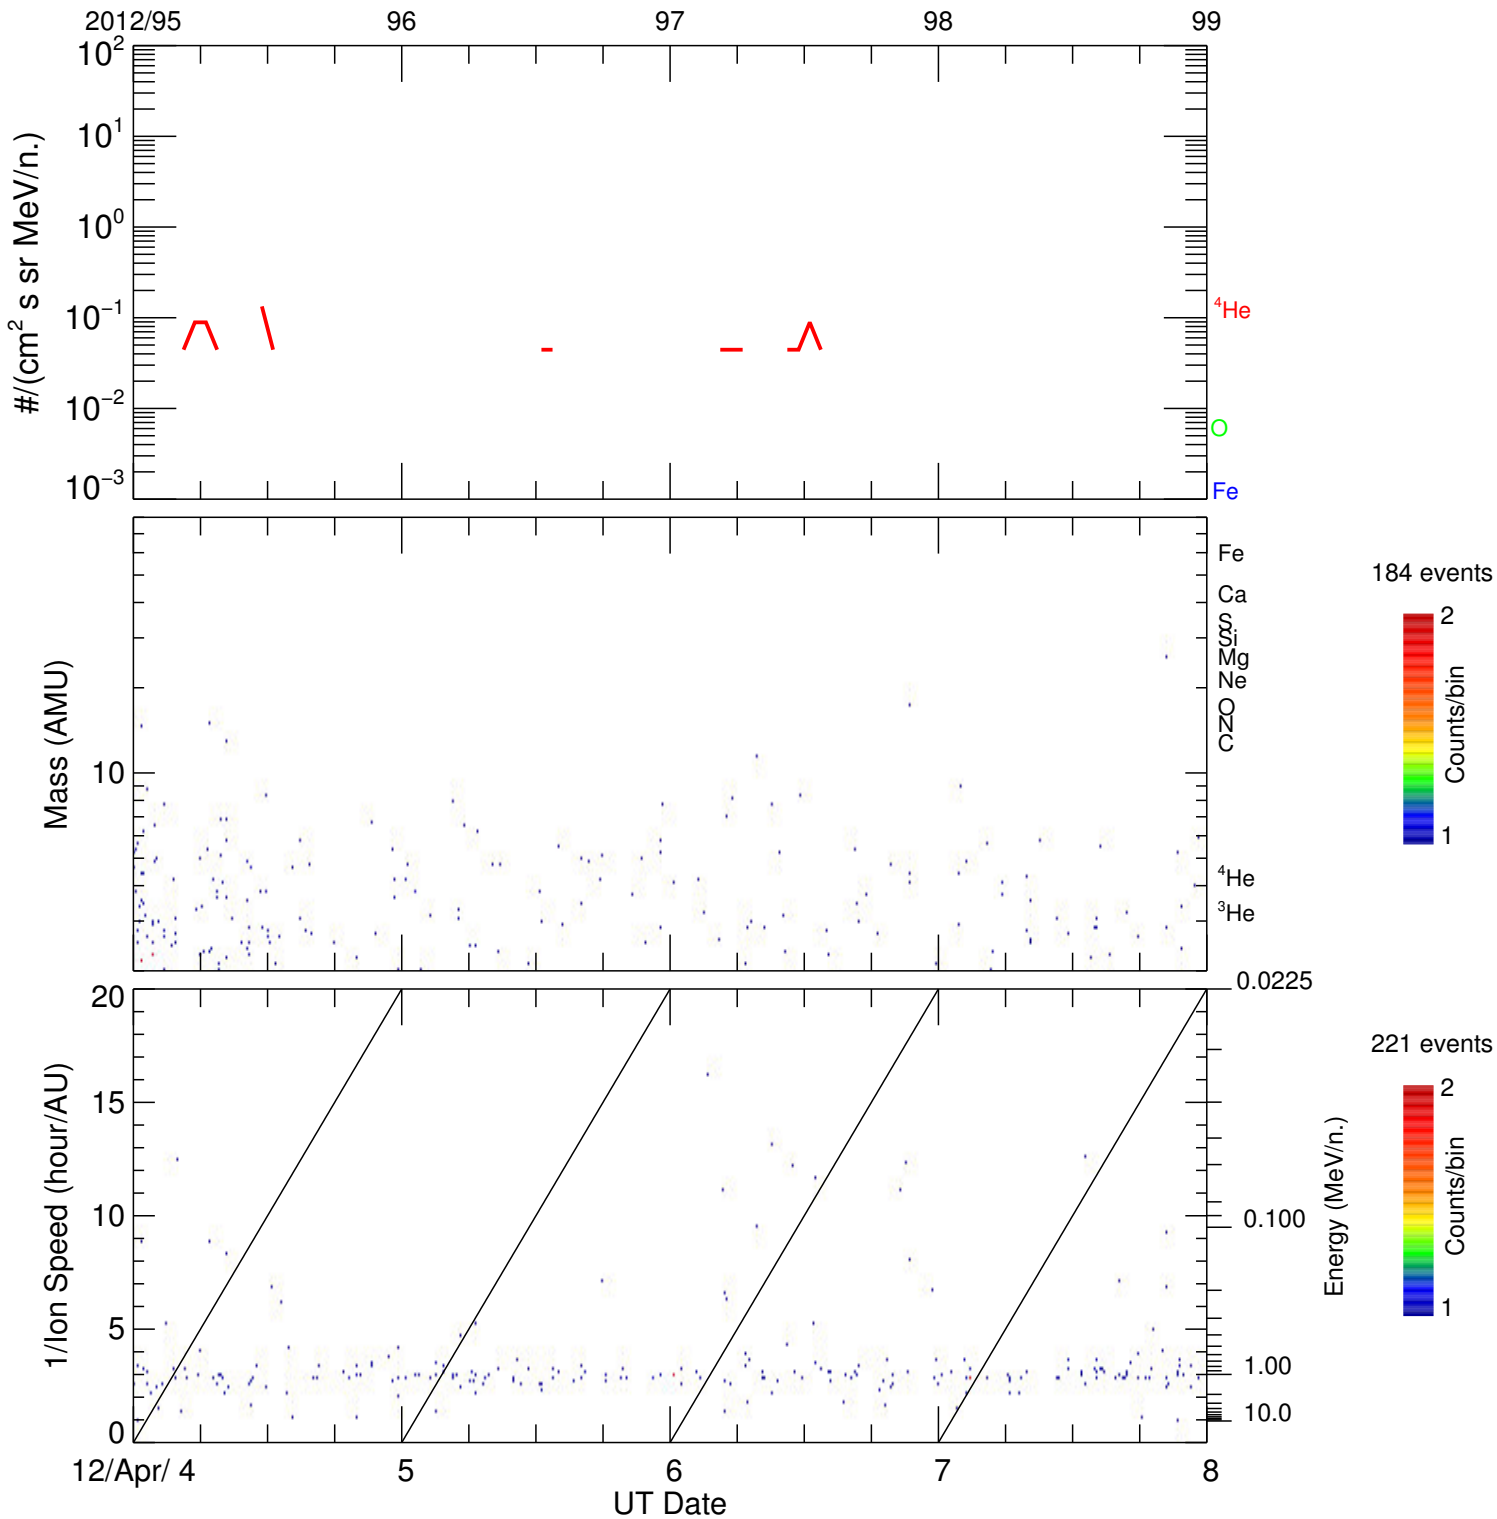 2012/95 96 97 98 99
10²
10¹
10⁰
10⁻¹
10⁻²
10⁻³
#/(cm² s sr MeV/n.)
⁴He
O
Fe
Mass (AMU)
10
Fe
Ca
S
Si
Mg
Ne
O
N
C
⁴He
³He
184 events
2
Counts/bin
1
1/Ion Speed (hour/AU)
20
15
10
5
0
0.0225
0.100
1.00
10.0
Energy (MeV/n.)
221 events
2
Counts/bin
1
12/Apr/ 4 5 6 7 8
UT Date